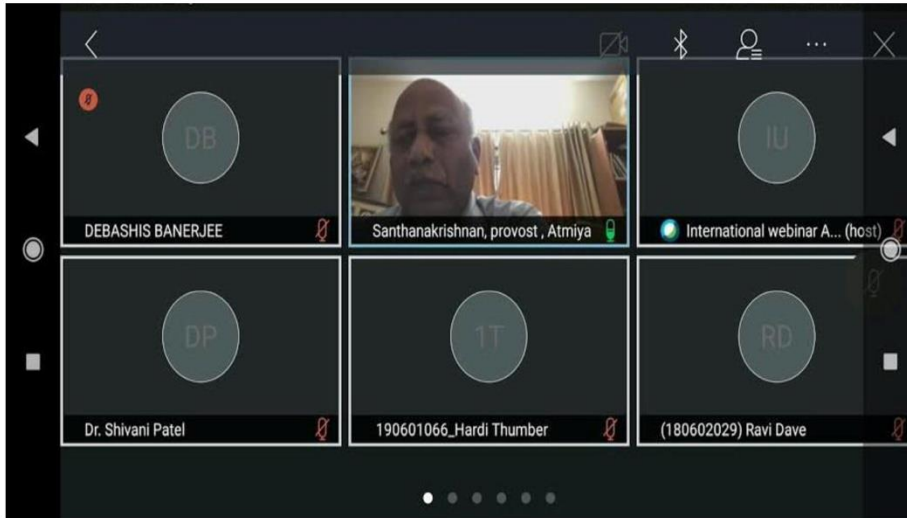 DB
DEBASHIS BANERJEE
Santhanakrishnan, provost , Atmiya
IU
International webinar A... (host)
DP
Dr. Shivani Patel
1T
190601066_Hardi Thumber
RD
(180602029) Ravi Dave